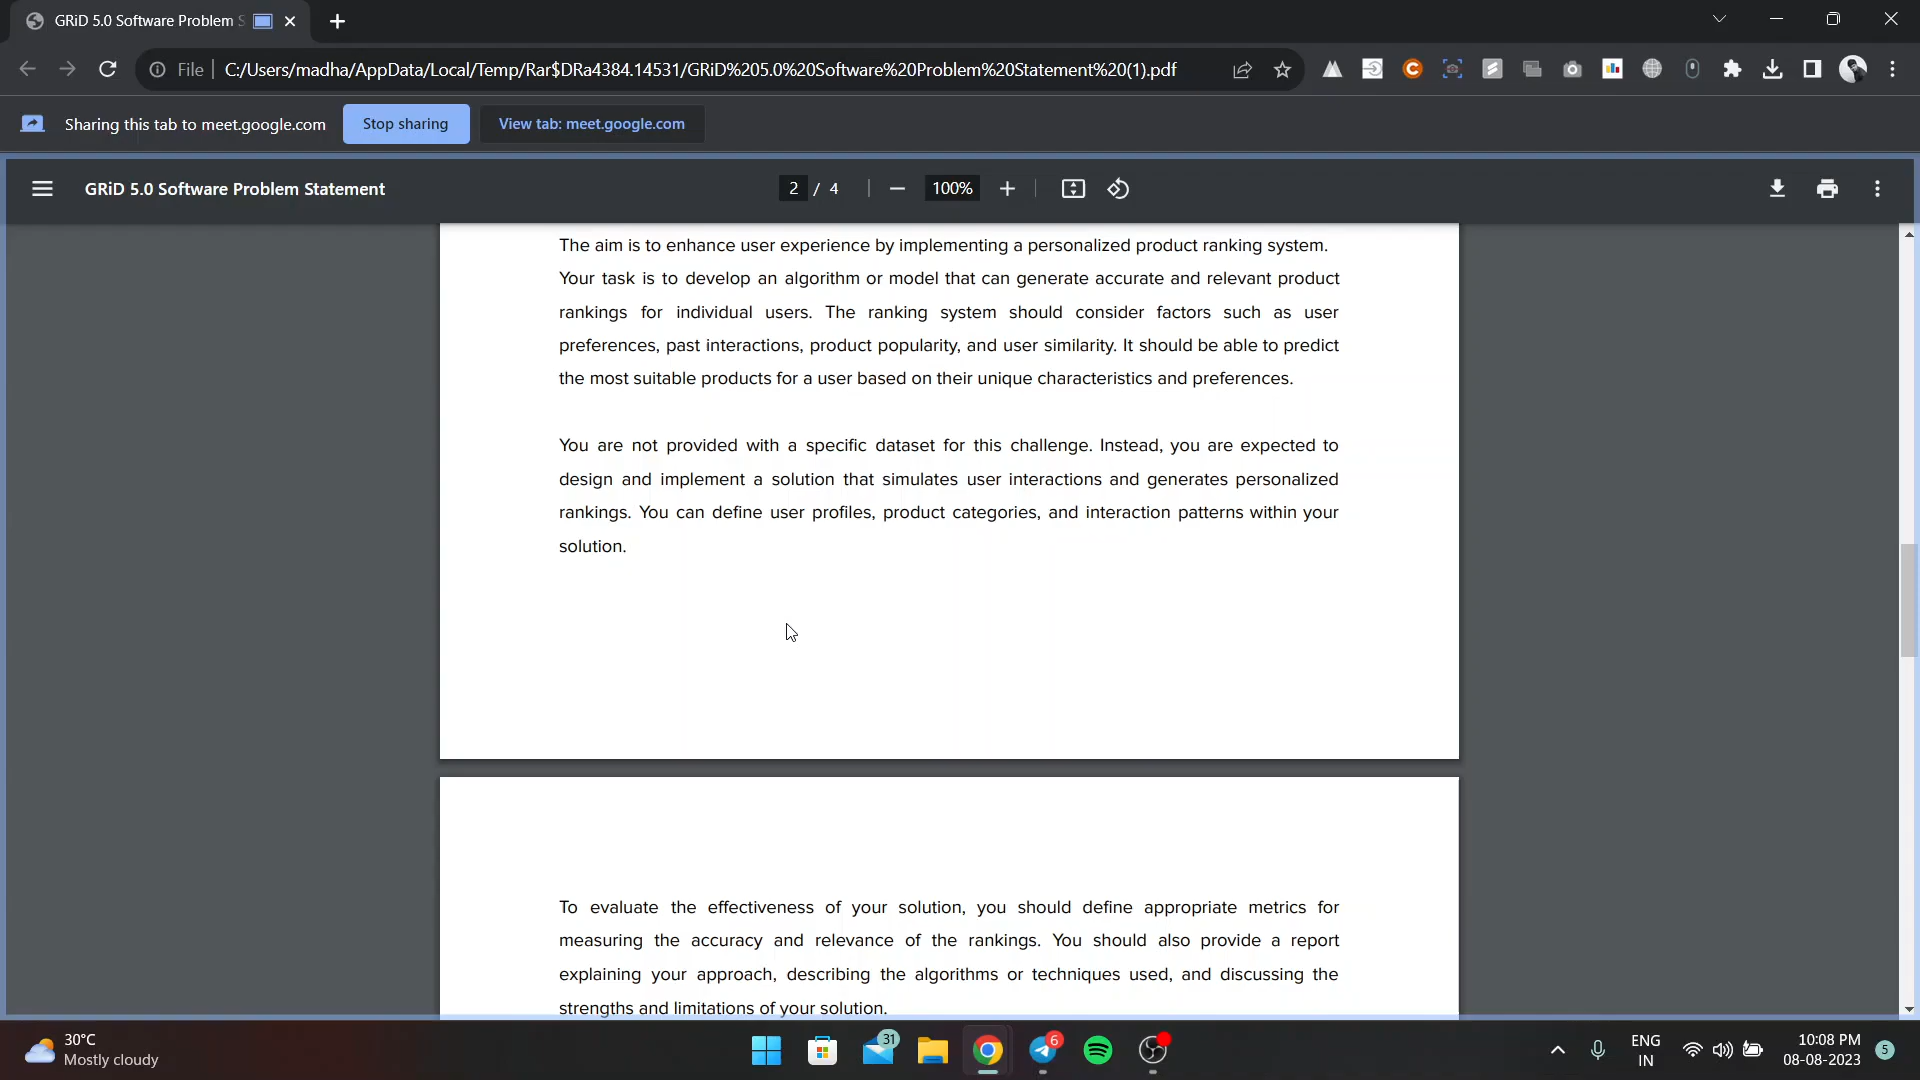 GRiD 5.0 Software Problem S
File
C:/Users/madha/AppData/Local/Temp/Rar$DRa4384.14531/GRiD%205.0%20Software%20Problem%20Statement%20(1).pdf
Sharing this tab to meet.google.com
Stop sharing
View tab: meet.google.com
GRiD 5.0 Software Problem Statement
2 / 4
100%
The aim is to enhance user experience by implementing a personalized product ranking system.
Your task is to develop an algorithm or model that can generate accurate and relevant product
rankings for individual users. The ranking system should consider factors such as user
preferences, past interactions, product popularity, and user similarity. It should be able to predict
the most suitable products for a user based on their unique characteristics and preferences.
You are not provided with a specific dataset for this challenge. Instead, you are expected to
design and implement a solution that simulates user interactions and generates personalized
rankings. You can define user profiles, product categories, and interaction patterns within your
solution.
To evaluate the effectiveness of your solution, you should define appropriate metrics for
measuring the accuracy and relevance of the rankings. You should also provide a report
explaining your approach, describing the algorithms or techniques used, and discussing the
strengths and limitations of your solution.
30°C
Mostly cloudy
31
6
ENG
IN
10:08 PM
08-08-2023
5